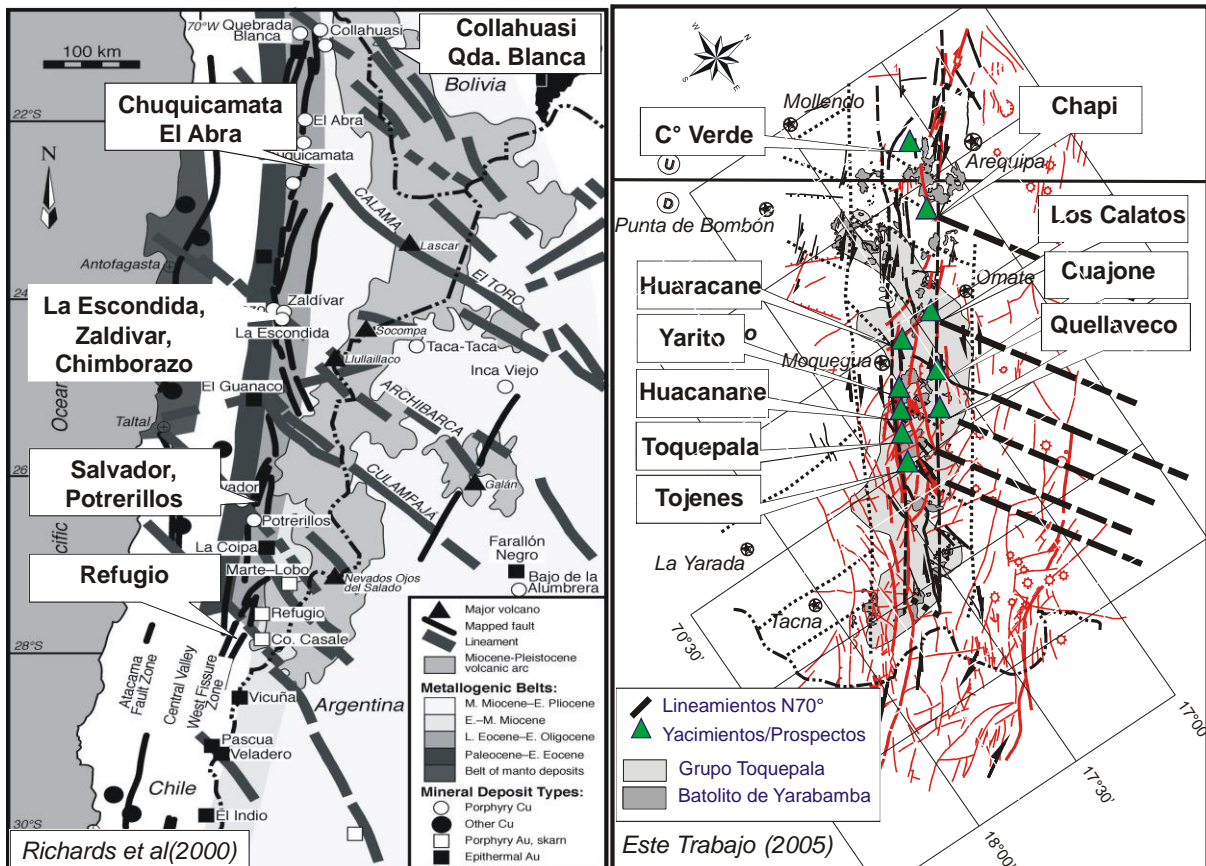 70°W
Quebrada
Blanca
Collahuasi
Collahuasi
Qda. Blanca
100 km
Bolivia
Chuquicamata
El Abra
22°S
El Abra
uquicamata
N
CALAMA
Lascar
El TORO
Antofagasta
24°S
Zaldívar
La Escondida,
Zaldivar,
Chimborazo
La Escondida
Socompa
Taca-Taca
Llullaillaco
Inca Viejo
El Guanaco
ARCHIBARCA
Ocean
Taltal
CULAMPAJÁ
Galán
26°S
Salvador,
Potrerillos
vador
Potrerillos
La Coipa
Farallón
Negro
Marte–Lobo
Bajo de la
Alumbrera
Nevados Ojos
del Salado
Refugio
Refugio
Co. Casale
cific
28°S
Atacama
Fault Zone
Central Valley
West Fissure
Zone
Vicuña
Argentina
Pascua
Veladero
Chile
El Indio
30°S
Major volcano
Mapped fault
Lineament
Miocene-Pleistocene
volcanic arc
Metallogenic Belts:
M. Miocene–E. Pliocene
E.–M. Miocene
L. Eocene–E. Oligocene
Paleocene–E. Eocene
Belt of manto deposits
Mineral Deposit Types:
Porphyry Cu
Other Cu
Porphyry Au, skarn
Epithermal Au
Richards et al(2000)
W
N
S
E
Mollendo
Chapi
C° Verde
Arequipa
U
D
Los Calatos
Punta de Bombón
Cuajone
Huaracane
Omate
Quellaveco
Yarito
o
Moquegua
Huacanane
Toquepala
Tojenes
La Yarada
Tacna
70°30'
17°00
17°30'
18°00'
Lineamientos N70°
Yacimientos/Prospectos
Grupo Toquepala
Batolito de Yarabamba
Este Trabajo (2005)